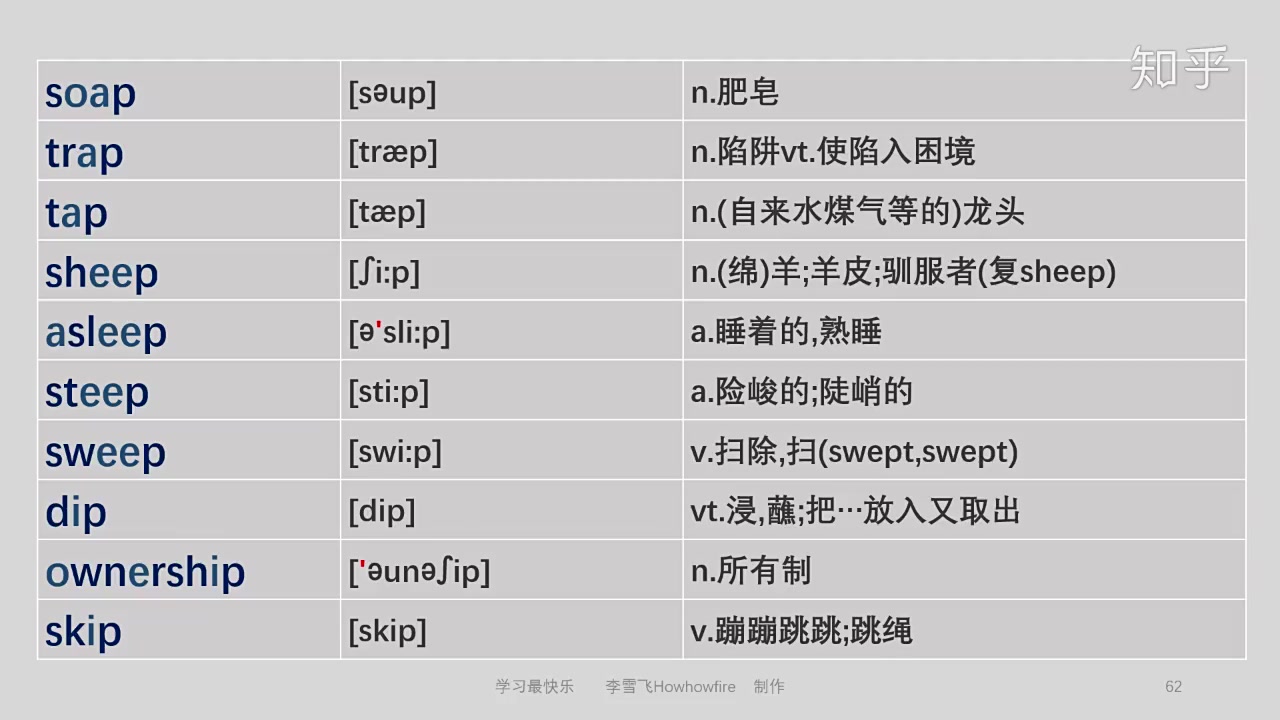 知乎
soap [səup] n.肥皂
trap [træp] n.陷阱vt.使陷入困境
tap [tæp] n.(自来水煤气等的)龙头
sheep [ʃi:p] n.(绵)羊;羊皮;驯服者(复sheep)
asleep [ə'sli:p] a.睡着的,熟睡
steep [sti:p] a.险峻的;陡峭的
sweep [swi:p] v.扫除,扫(swept,swept)
dip [dip] vt.浸,蘸;把…放入又取出
ownership ['əunəʃip] n.所有制
skip [skip] v.蹦蹦跳跳;跳绳
学习最快乐 李雪飞Howhowfire 制作 62